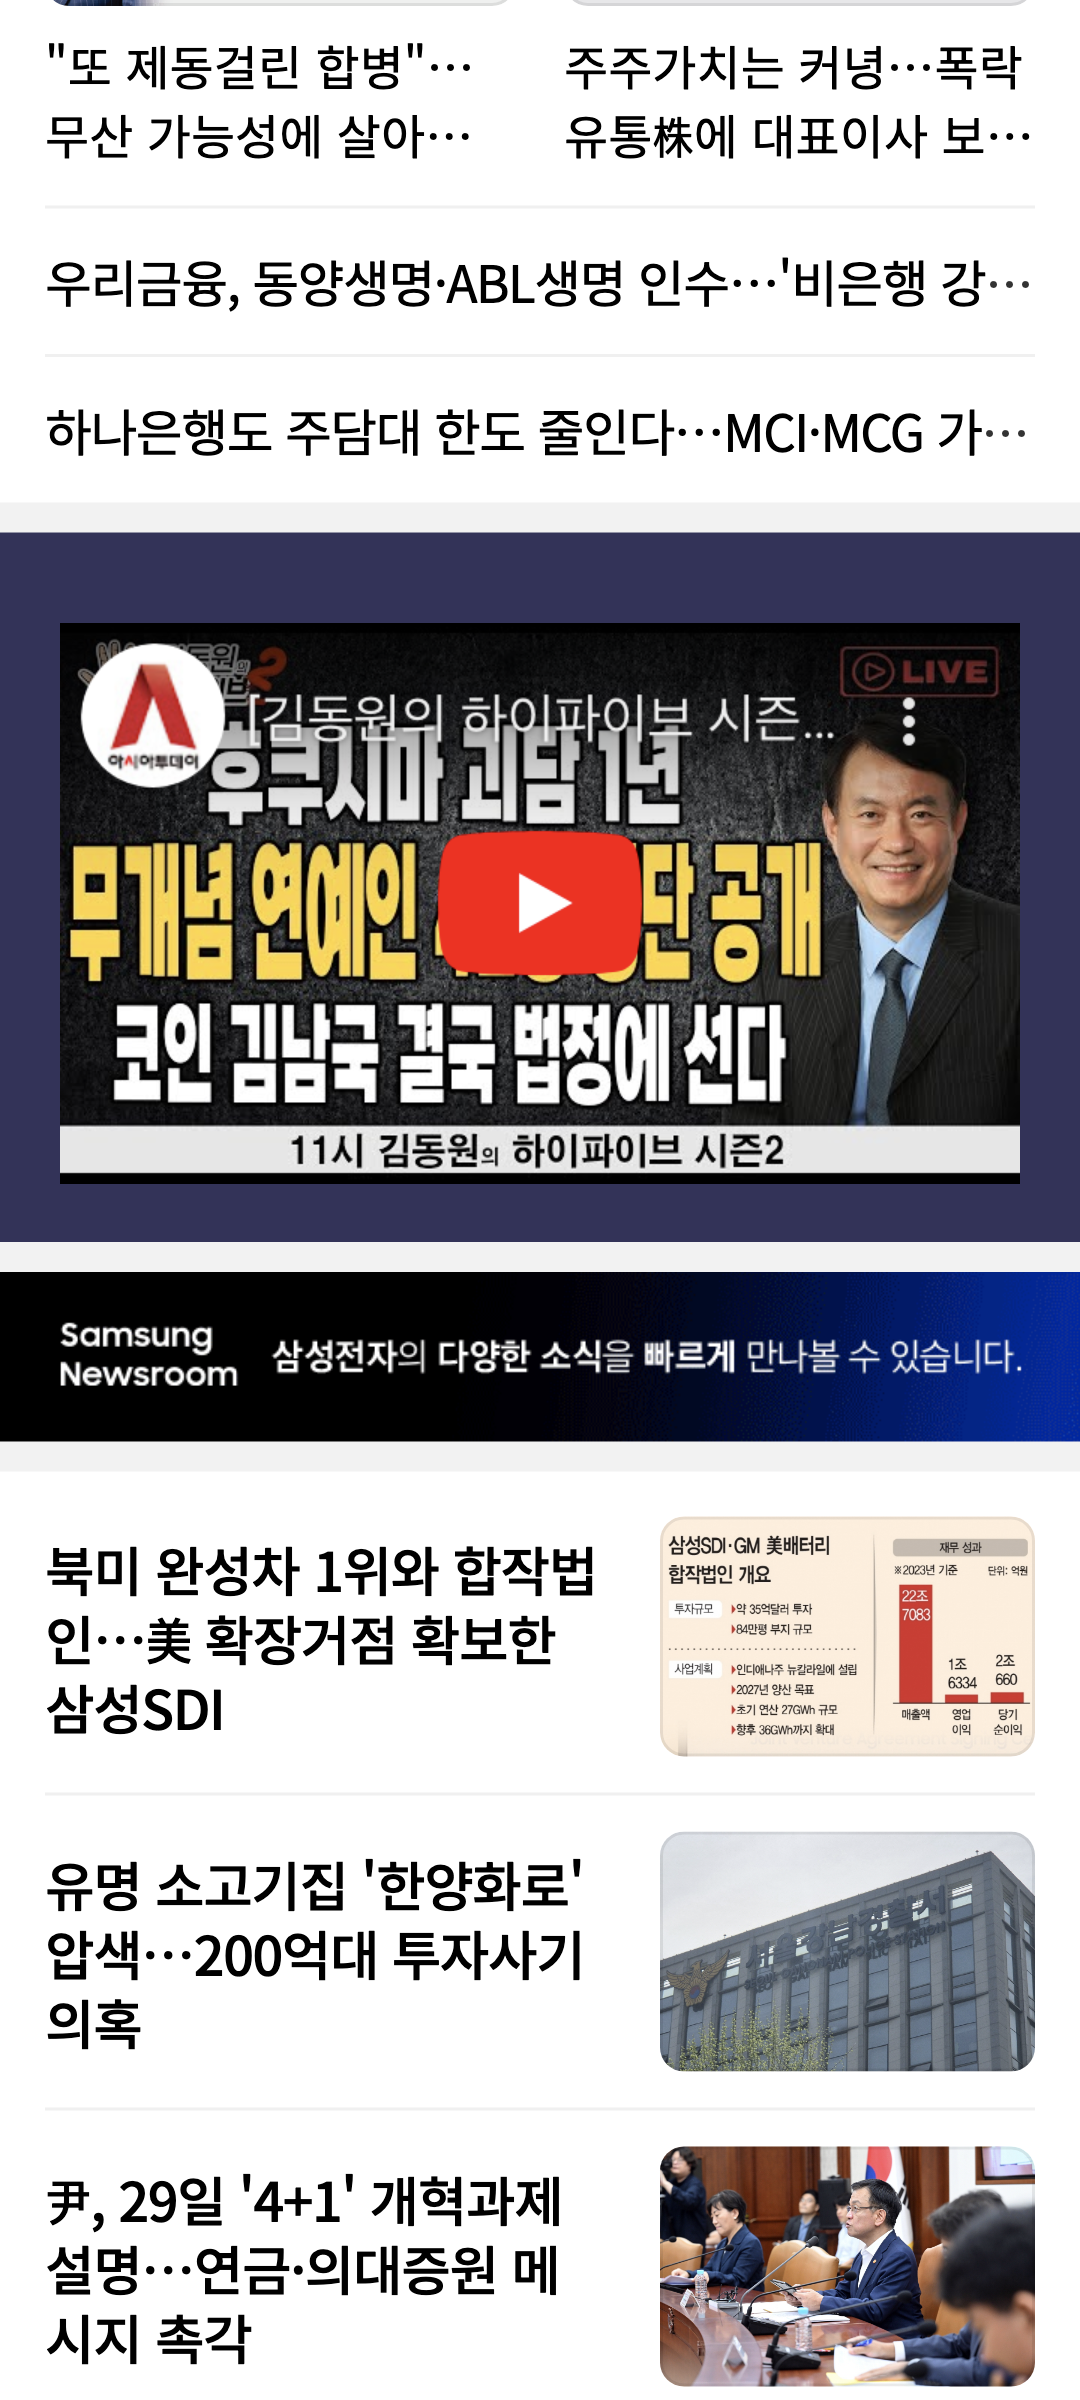 "또 제동걸린 합병"…
무산 가능성에 살아…
주주가치는 커녕…폭락
유통株에 대표이사 보…
우리금융, 동양생명·ABL생명 인수…'비은행 강…
하나은행도 주담대 한도 줄인다…MCI·MCG 가…
LIVE
아시아투데이
[김동원의 하이파이브 시즌...
후쿠시마 괴담 1년
무개념 연예인
단 공개
코인 김남국 결국 법정에 선다
11시 김동원의 하이파이브 시즌2
Samsung
Newsroom
삼성전자의 다양한 소식을 빠르게 만나볼 수 있습니다.
북미 완성차 1위와 합작법
인…美 확장거점 확보한
삼성SDI
삼성SDI·GM 美배터리
합작법인 개요
투자규모
약 35억달러 투자
84만평 부지 규모
사업계획
인디애나주 뉴칼라일에 설립
2027년 양산 목표
초기 연산 27GWh 규모
향후 36GWh까지 확대
재무 성과
※2023년 기준 단위: 억원
22조
7083
1조
6334
2조
660
매출액
영업
이익
당기
순이익
유명 소고기집 '한양화로'
압색…200억대 투자사기
의혹
尹, 29일 '4+1' 개혁과제
설명…연금·의대증원 메
시지 촉각